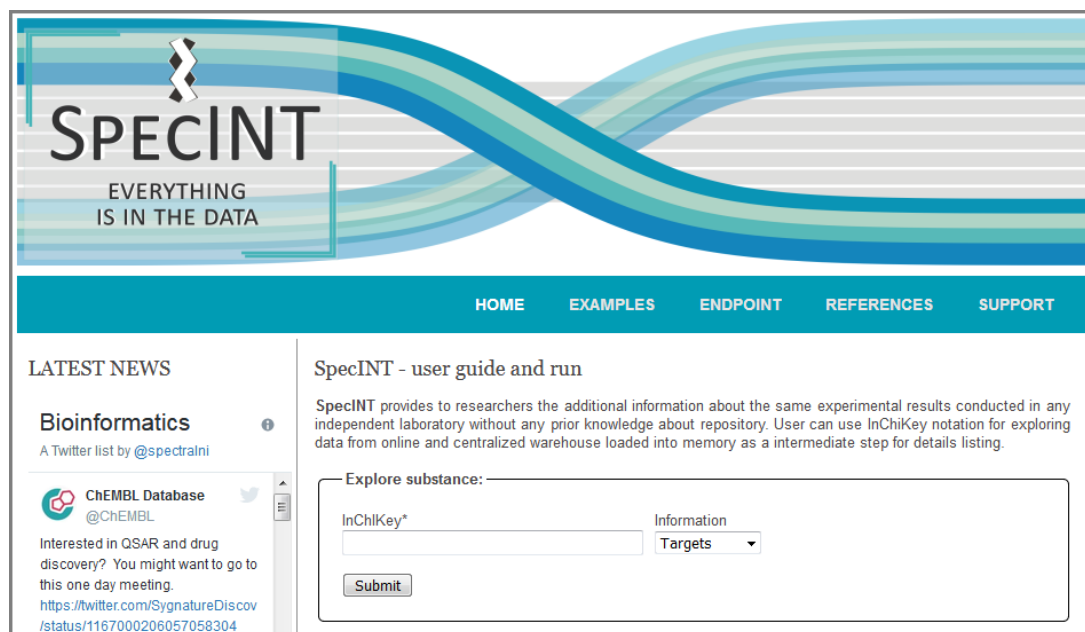 SPECINT
EVERYTHING
IS IN THE DATA
HOME EXAMPLES ENDPOINT REFERENCES SUPPORT
LATEST NEWS
Bioinformatics
A Twitter list by @spectralni
ChEMBL Database
@ChEMBL
Interested in QSAR and drug
discovery? You might want to go to
this one day meeting.
https://twitter.com/SygnatureDiscov
/status/1167000206057058304
SpecINT - user guide and run
SpecINT provides to researchers the additional information about the same experimental results conducted in any
independent laboratory without any prior knowledge about repository. User can use InChiKey notation for exploring
data from online and centralized warehouse loaded into memory as a intermediate step for details listing.
Explore substance:
InChIKey* Information
Targets
Submit